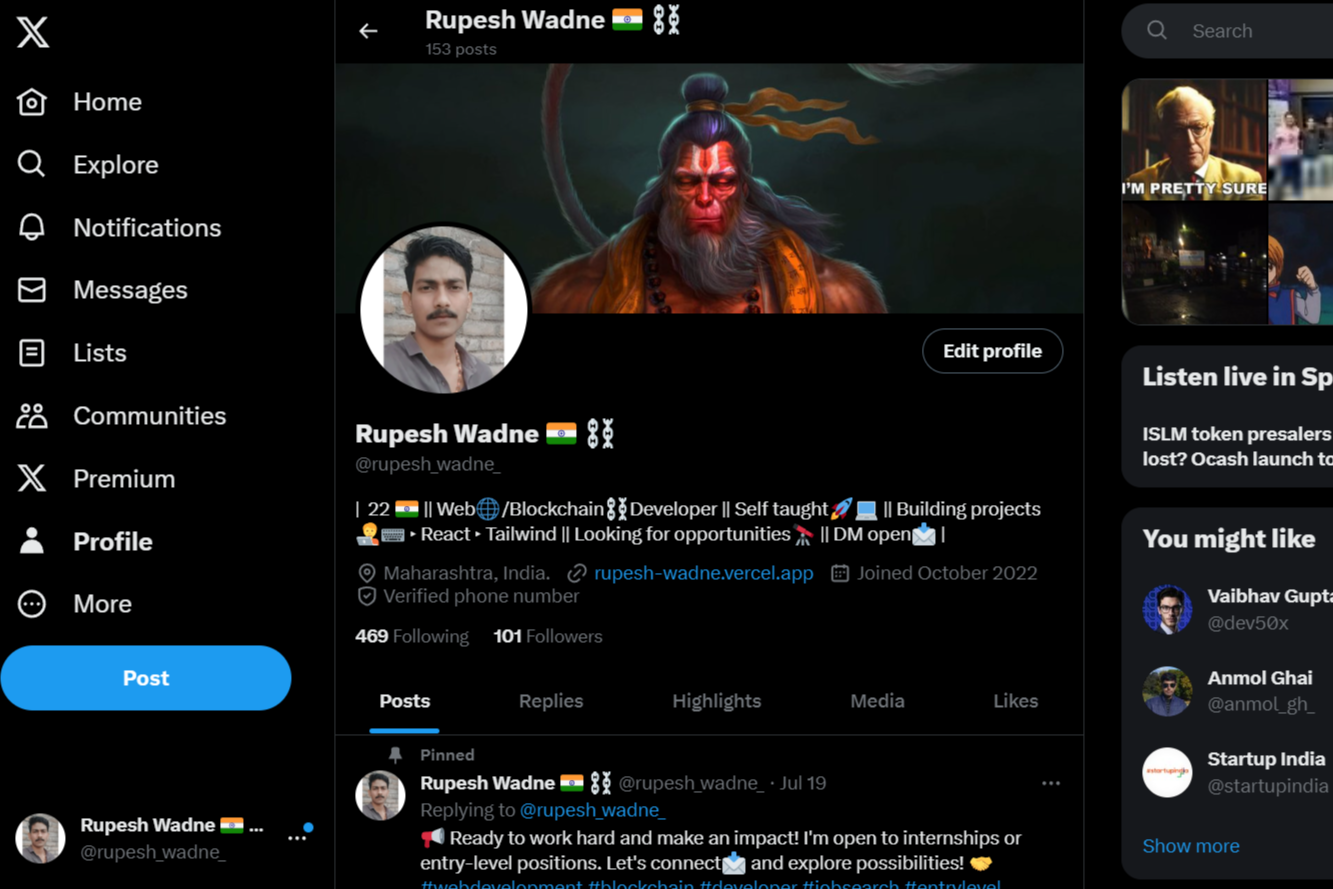 Home
Explore
Notifications
Messages
Lists
Communities
Premium
Profile
More
Post
Rupesh Wadne 🇮🇳 ...
@rupesh_wadne_
Rupesh Wadne 🇮🇳 ⛓
153 posts
Edit profile
Rupesh Wadne 🇮🇳 ⛓
@rupesh_wadne_
| 22 🇮🇳 || Web🌐/Blockchain⛓Developer || Self taught🚀💻 || Building projects
🧑‍💻⌨️ ‣ React ‣ Tailwind || Looking for opportunities🔭 || DM open📩 |
Maharashtra, India. rupesh-wadne.vercel.app Joined October 2022
Verified phone number
469 Following 101 Followers
Posts Replies Highlights Media Likes
Pinned
Rupesh Wadne 🇮🇳 ⛓ @rupesh_wadne_ · Jul 19
Replying to @rupesh_wadne_
📢 Ready to work hard and make an impact! I'm open to internships or
entry-level positions. Let's connect📩 and explore possibilities! 🤝
#webdevelopment #blockchain #developer #jobsearch #entrylevel
Search
I'M PRETTY SURE
Listen live in Sp
ISLM token presalers
lost? Ocash launch to
You might like
Vaibhav Gupta
@dev50x
Anmol Ghai
@anmol_gh_
#startupindia
Startup India
@startupindia
Show more